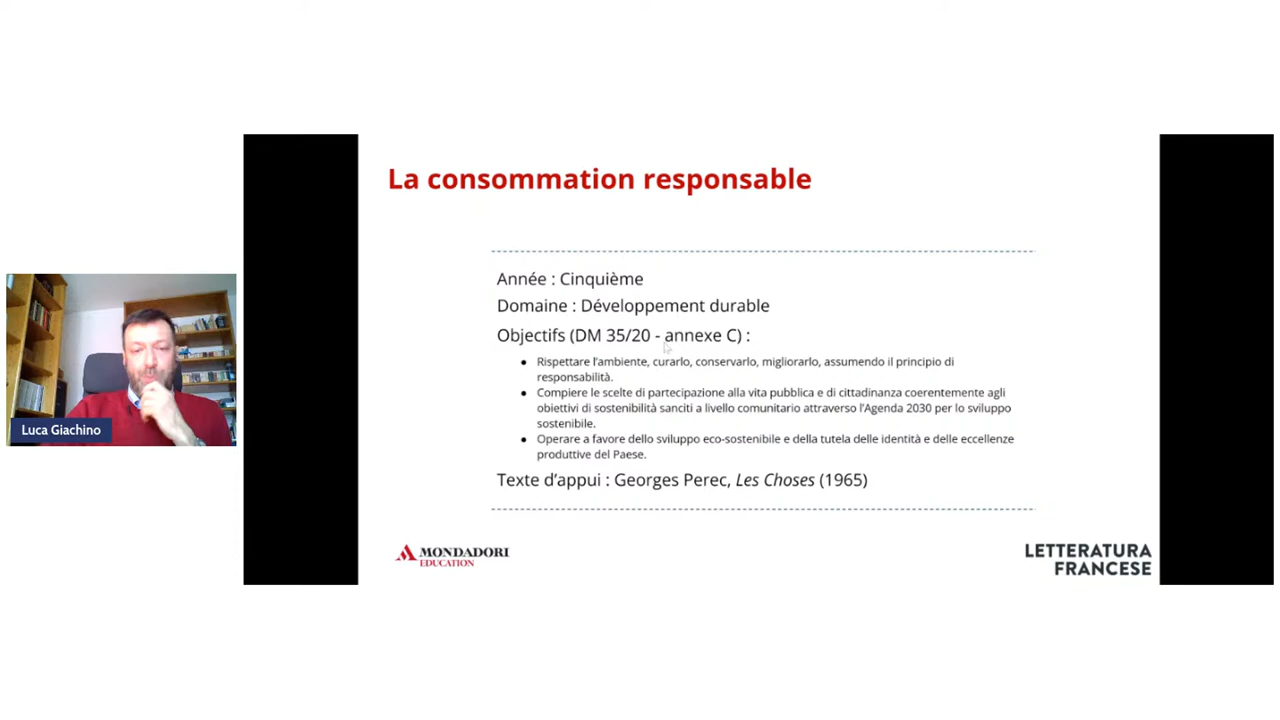 La consommation responsable
Année : Cinquième
Domaine : Développement durable
Objectifs (DM 35/20 - annexe C) :
● Rispettare l'ambiente, curarlo, conservarlo, migliorarlo, assumendo il principio di
responsabilità.
● Compiere le scelte di partecipazione alla vita pubblica e di cittadinanza coerentemente agli
obiettivi di sostenibilità sanciti a livello comunitario attraverso l'Agenda 2030 per lo sviluppo
sostenibile.
● Operare a favore dello sviluppo eco-sostenibile e della tutela delle identità e delle eccellenze
produttive del Paese.
Texte d'appui : Georges Perec, Les Choses (1965)
Luca Giachino
MONDADORI
EDUCATION
LETTERATURA
FRANCESE